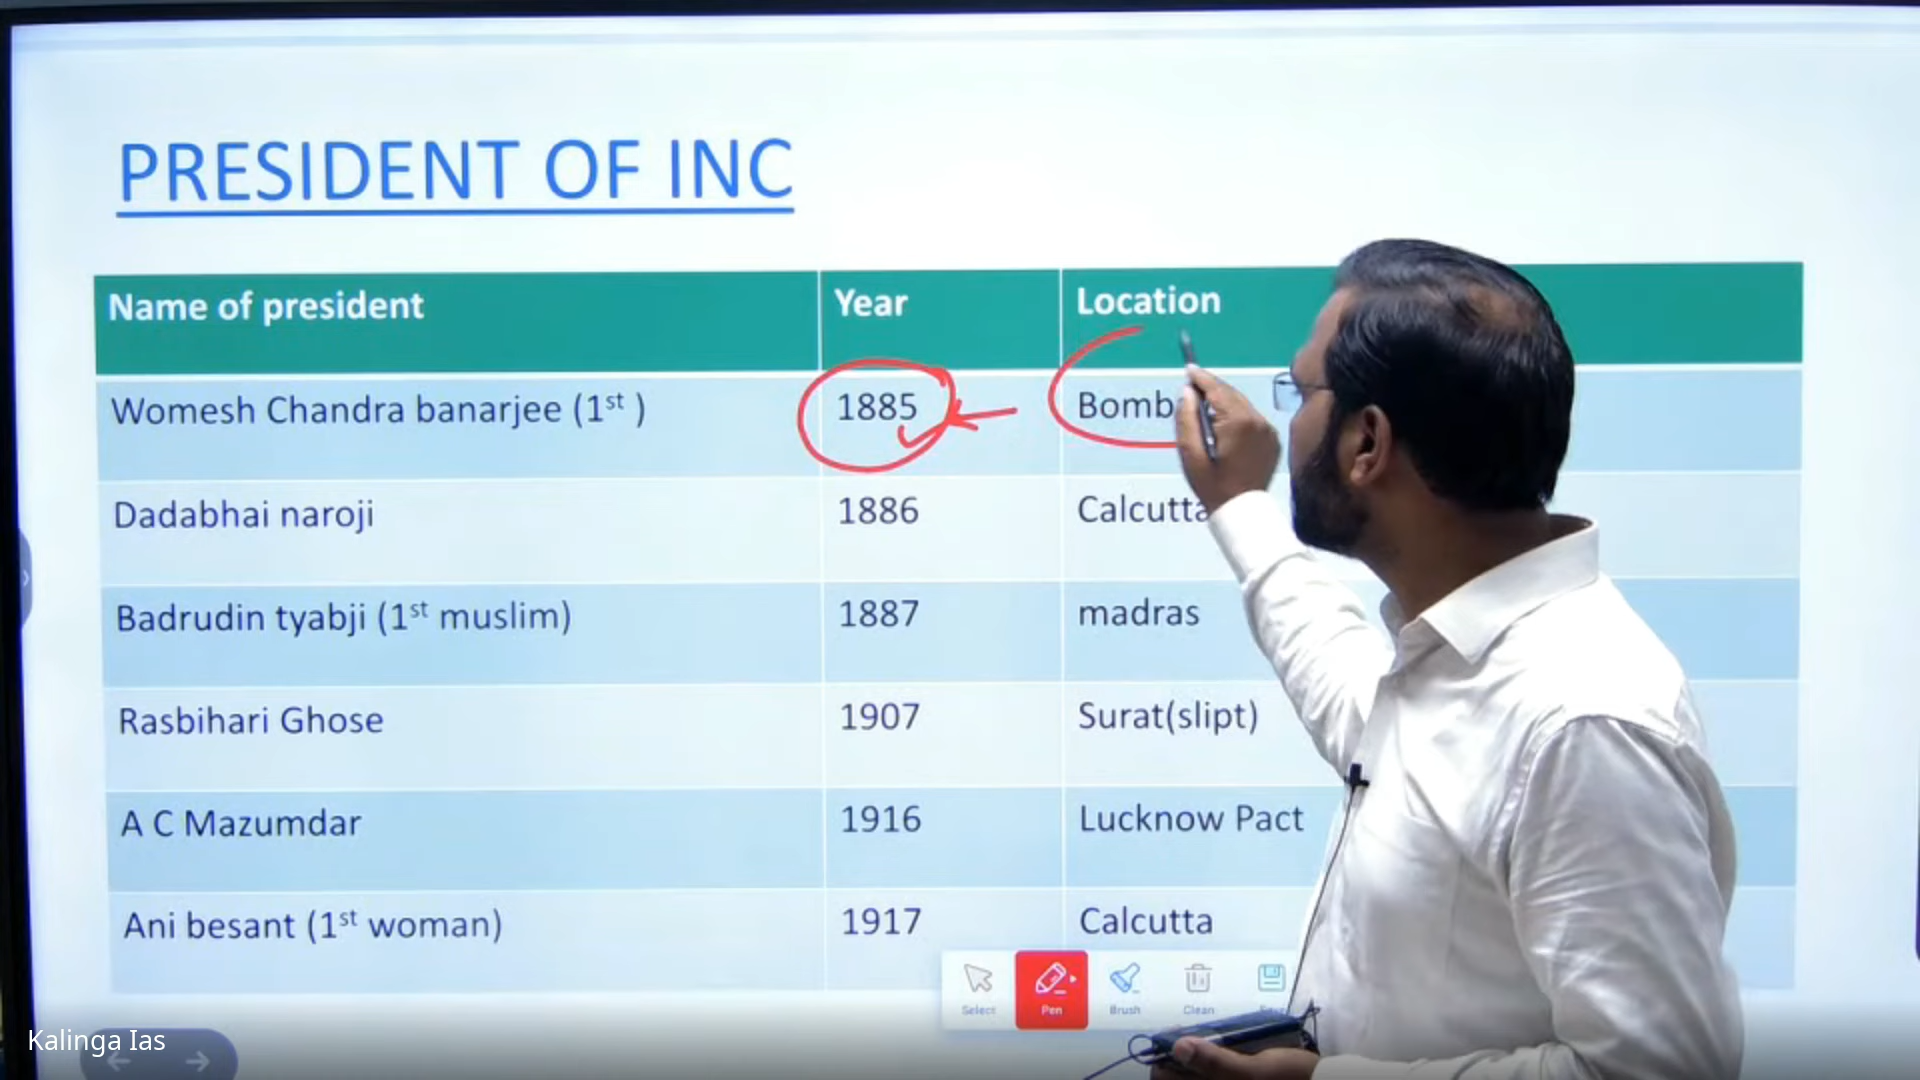 PRESIDENT OF INC
Name of president Year Location
Womesh Chandra banarjee (1st ) 1885
Dadabhai naroji 1886 Calcutta
Badrudin tyabji (1st muslim) 1887 madras
Rasbihari Ghose 1907 Surat(slipt)
A C Mazumdar 1916 Lucknow Pact
Ani besant (1st woman) 1917 Calcutta
Select Pen Brush Clean
Kalinga Ias